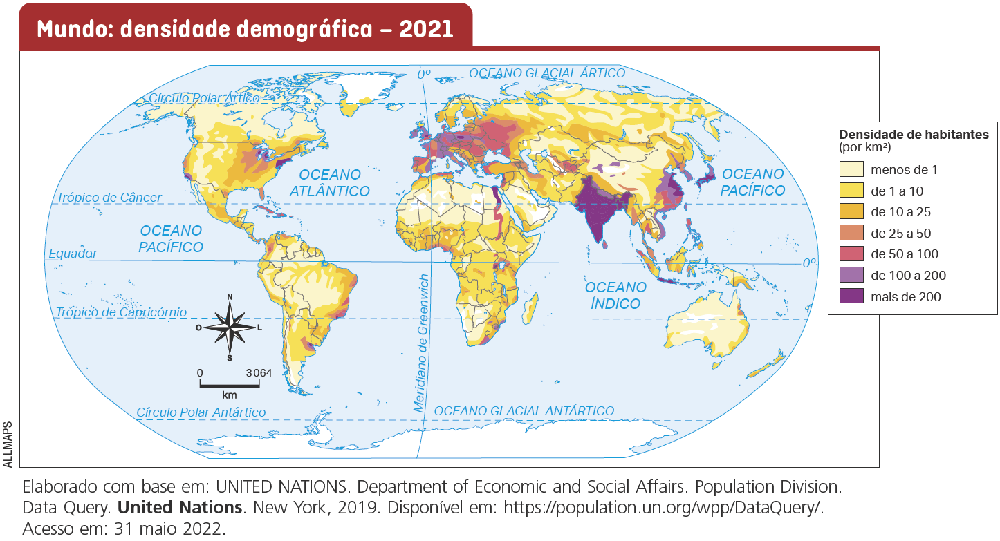 Mundo: densidade demográfica – 2021
0º
OCEANO GLACIAL ÁRTICO
Círculo Polar Ártico
OCEANO
ATLÂNTICO
OCEANO
PACÍFICO
Trópico de Câncer
OCEANO
PACÍFICO
Equador
0º
OCEANO
ÍNDICO
Meridiano de Greenwich
Trópico de Capricórnio
N
O
L
S
0
3 064
km
Círculo Polar Antártico
OCEANO GLACIAL ANTÁRTICO
Densidade de habitantes
(por km²)
menos de 1
de 1 a 10
de 10 a 25
de 25 a 50
de 50 a 100
de 100 a 200
mais de 200
ALLMAPS
Elaborado com base em: UNITED NATIONS. Department of Economic and Social Affairs. Population Division.
Data Query. United Nations. New York, 2019. Disponível em: https://population.un.org/wpp/DataQuery/.
Acesso em: 31 maio 2022.